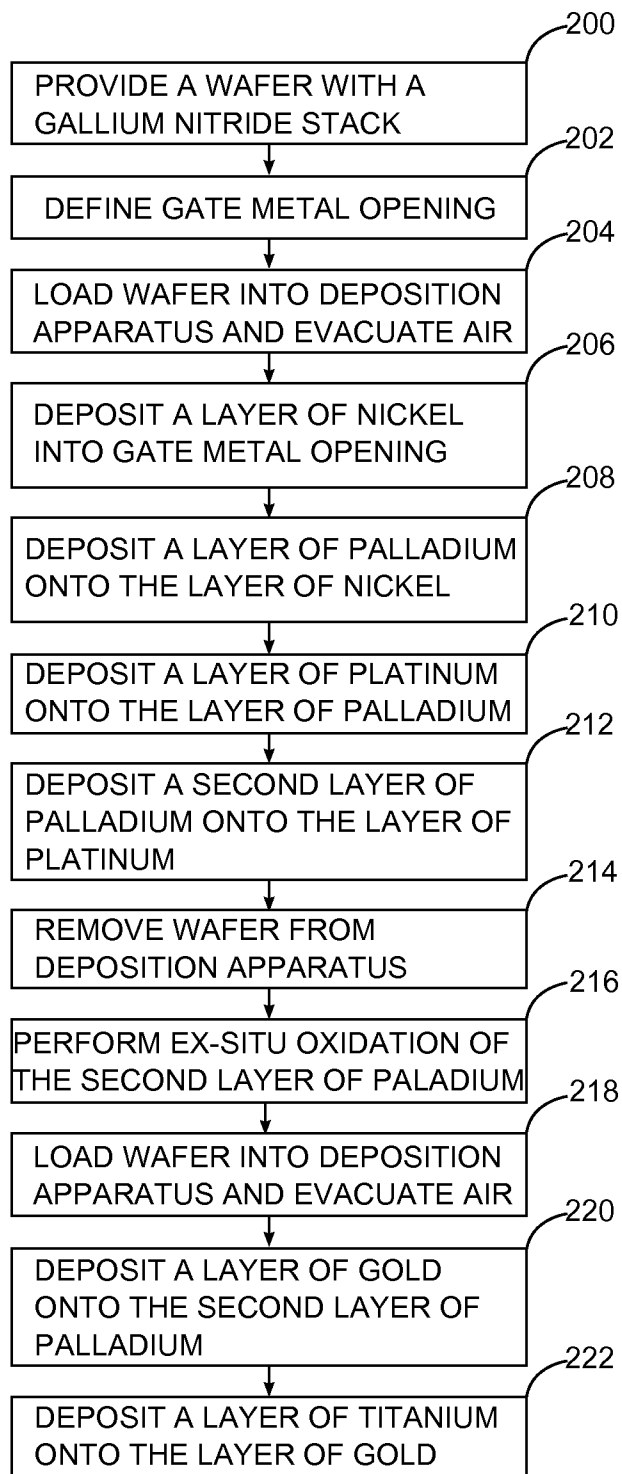 200
PROVIDE A WAFER WITH A
GALLIUM NITRIDE STACK
202
DEFINE GATE METAL OPENING
204
LOAD WAFER INTO DEPOSITION
APPARATUS AND EVACUATE AIR
206
DEPOSIT A LAYER OF NICKEL
INTO GATE METAL OPENING
208
DEPOSIT A LAYER OF PALLADIUM
ONTO THE LAYER OF NICKEL
210
DEPOSIT A LAYER OF PLATINUM
ONTO THE LAYER OF PALLADIUM
212
DEPOSIT A SECOND LAYER OF
PALLADIUM ONTO THE LAYER OF
PLATINUM
214
REMOVE WAFER FROM
DEPOSITION APPARATUS
216
PERFORM EX-SITU OXIDATION OF
THE SECOND LAYER OF PALADIUM
218
LOAD WAFER INTO DEPOSITION
APPARATUS AND EVACUATE AIR
220
DEPOSIT A LAYER OF GOLD
ONTO THE SECOND LAYER OF
PALLADIUM
222
DEPOSIT A LAYER OF TITANIUM
ONTO THE LAYER OF GOLD